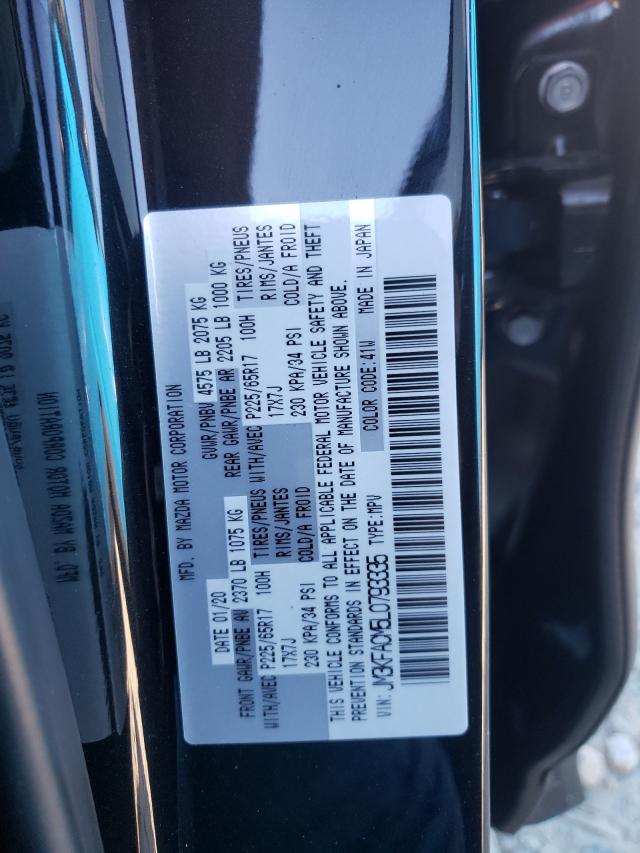 MFD. BY MAZDA MOTOR CORPORATION
DATE 01/20 GVWR/PNBV 4575 LB 2075 KG
FRONT GAWR/PNBE AV 2370 LB 1075 KG REAR GAWR/PNBE AR 2205 LB 1000 KG
WITH/AVEC P225/65R17 100H TIRES/PNEUS WITH/AVEC P225/65R17 100H TIRES/PNEUS
17X7J RIMS/JANTES 17X7J RIMS/JANTES
230 KPA/34 PSI COLD/A FROID 230 KPA/34 PSI COLD/A FROID
THIS VEHICLE CONFORMS TO ALL APPLICABLE FEDERAL MOTOR VEHICLE SAFETY AND THEFT
PREVENTION STANDARDS IN EFFECT ON THE DATE OF MANUFACTURE SHOWN ABOVE.
COLOR CODE:41W MADE IN JAPAN
VIN: JM3KFACM5L0793335 TYPE:MPV